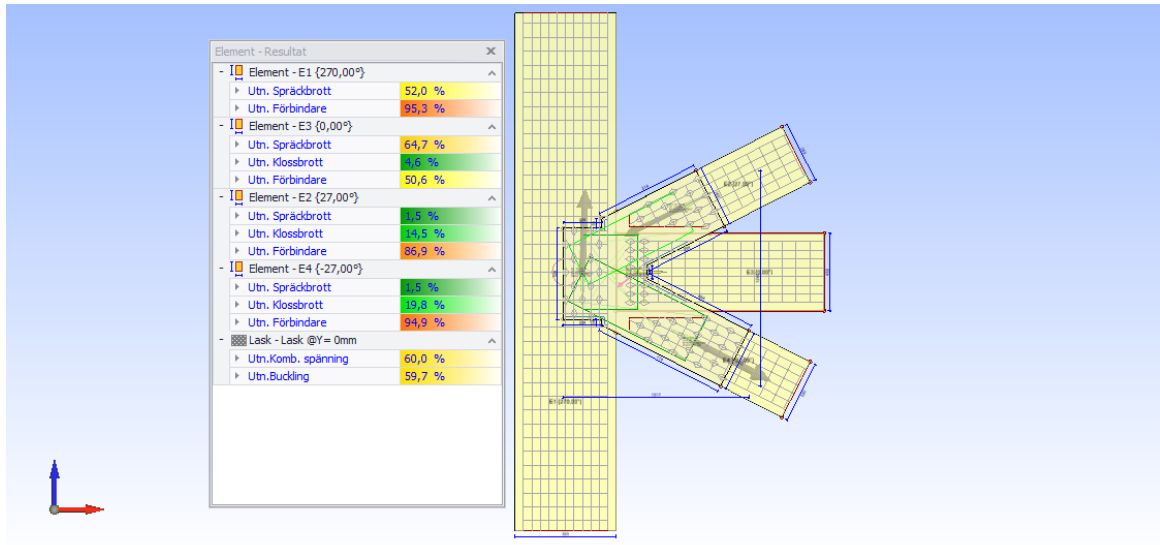 Element - Resultat
Element - E1 {270,00°}
Utn. Spräckbrott 52,0 %
Utn. Förbindare 95,3 %
Element - E3 {0,00°}
Utn. Spräckbrott 64,7 %
Utn. Klossbrott 4,6 %
Utn. Förbindare 50,6 %
Element - E2 {27,00°}
Utn. Spräckbrott 1,5 %
Utn. Klossbrott 14,5 %
Utn. Förbindare 86,9 %
Element - E4 {-27,00°}
Utn. Spräckbrott 1,5 %
Utn. Klossbrott 19,8 %
Utn. Förbindare 94,9 %
Lask - Lask @Y= 0mm
Utn.Komb. spänning 60,0 %
Utn.Buckling 59,7 %
E1 {270,00°}